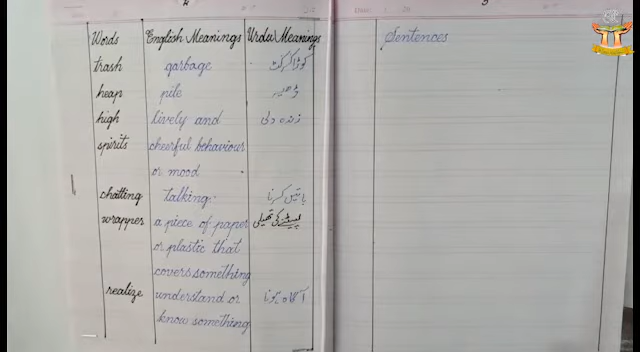 Words English Meanings Urdu Meanings
trash garbage کوڑا کرکٹ
heap pile ڈھیر
high lively and زندہ دلی
spirits cheerful behaviour
or mood
chatting talking. باتیں کرنا
wrapper a piece of paper لپیٹنے کی تھیلی
or plastic that
covers something
realize understand or آگاہ ہونا
know something
Sentences